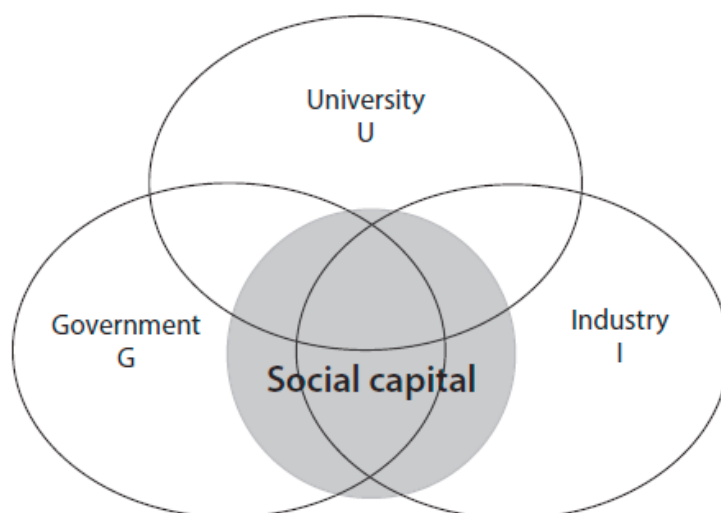 University
U
Government
G
Industry
I
Social capital